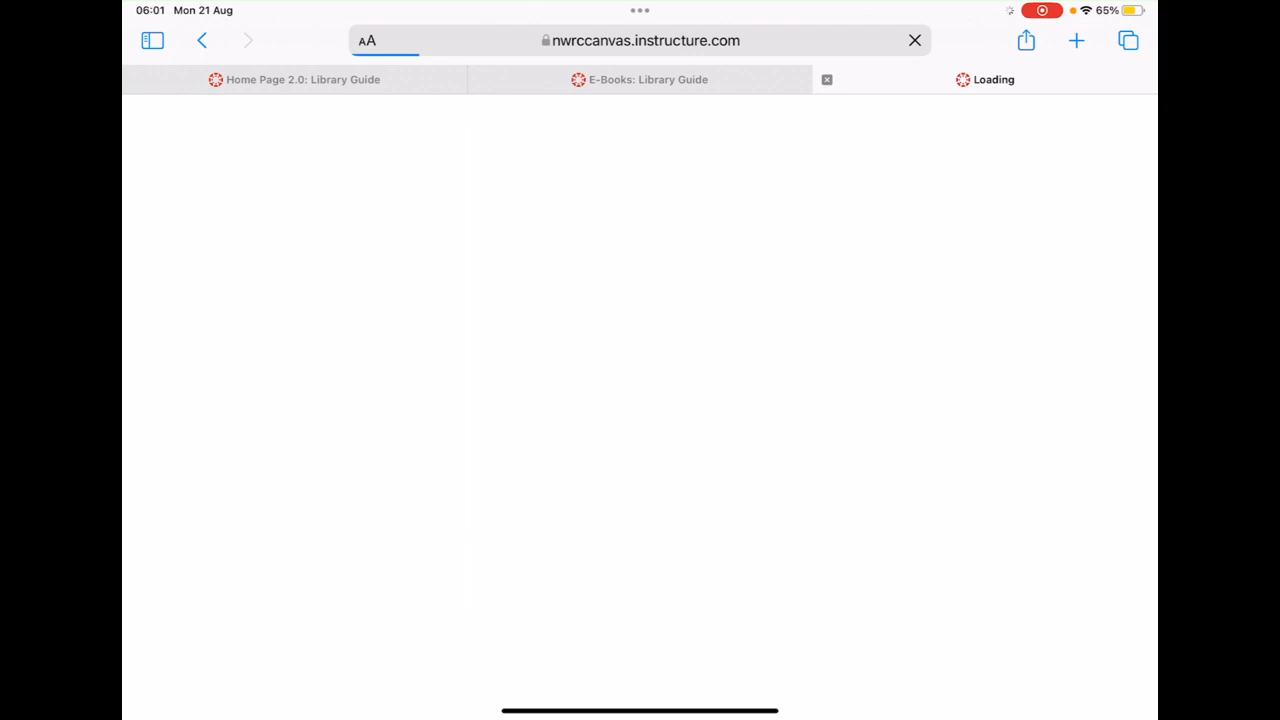 06:01 Mon 21 Aug
65%
AA
nwrccanvas.instructure.com
Home Page 2.0: Library Guide
E-Books: Library Guide
Loading